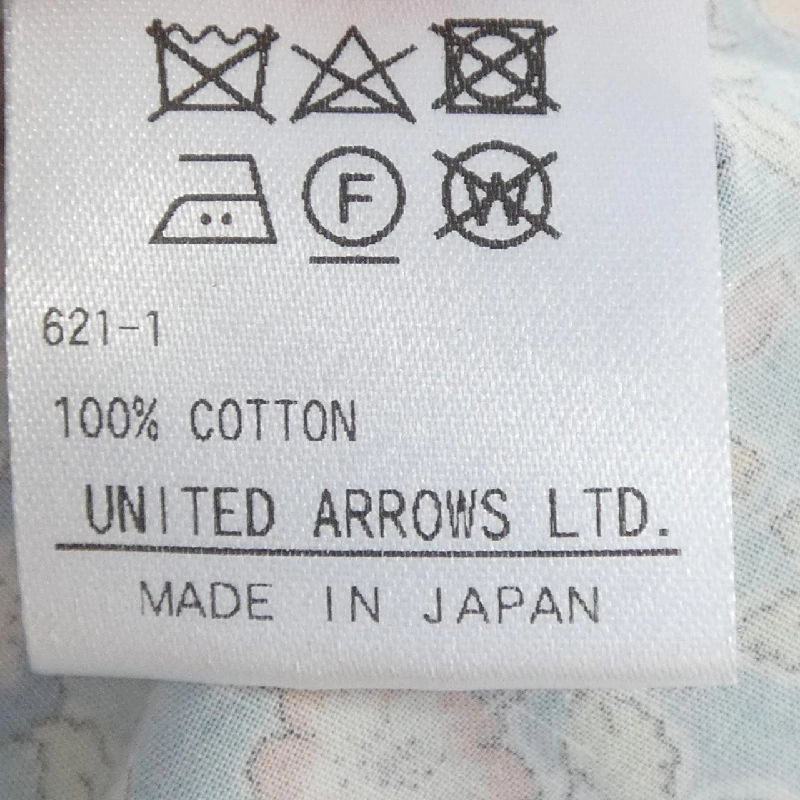 F W
621-1
100% COTTON
UNITED ARROWS LTD.
MADE IN JAPAN